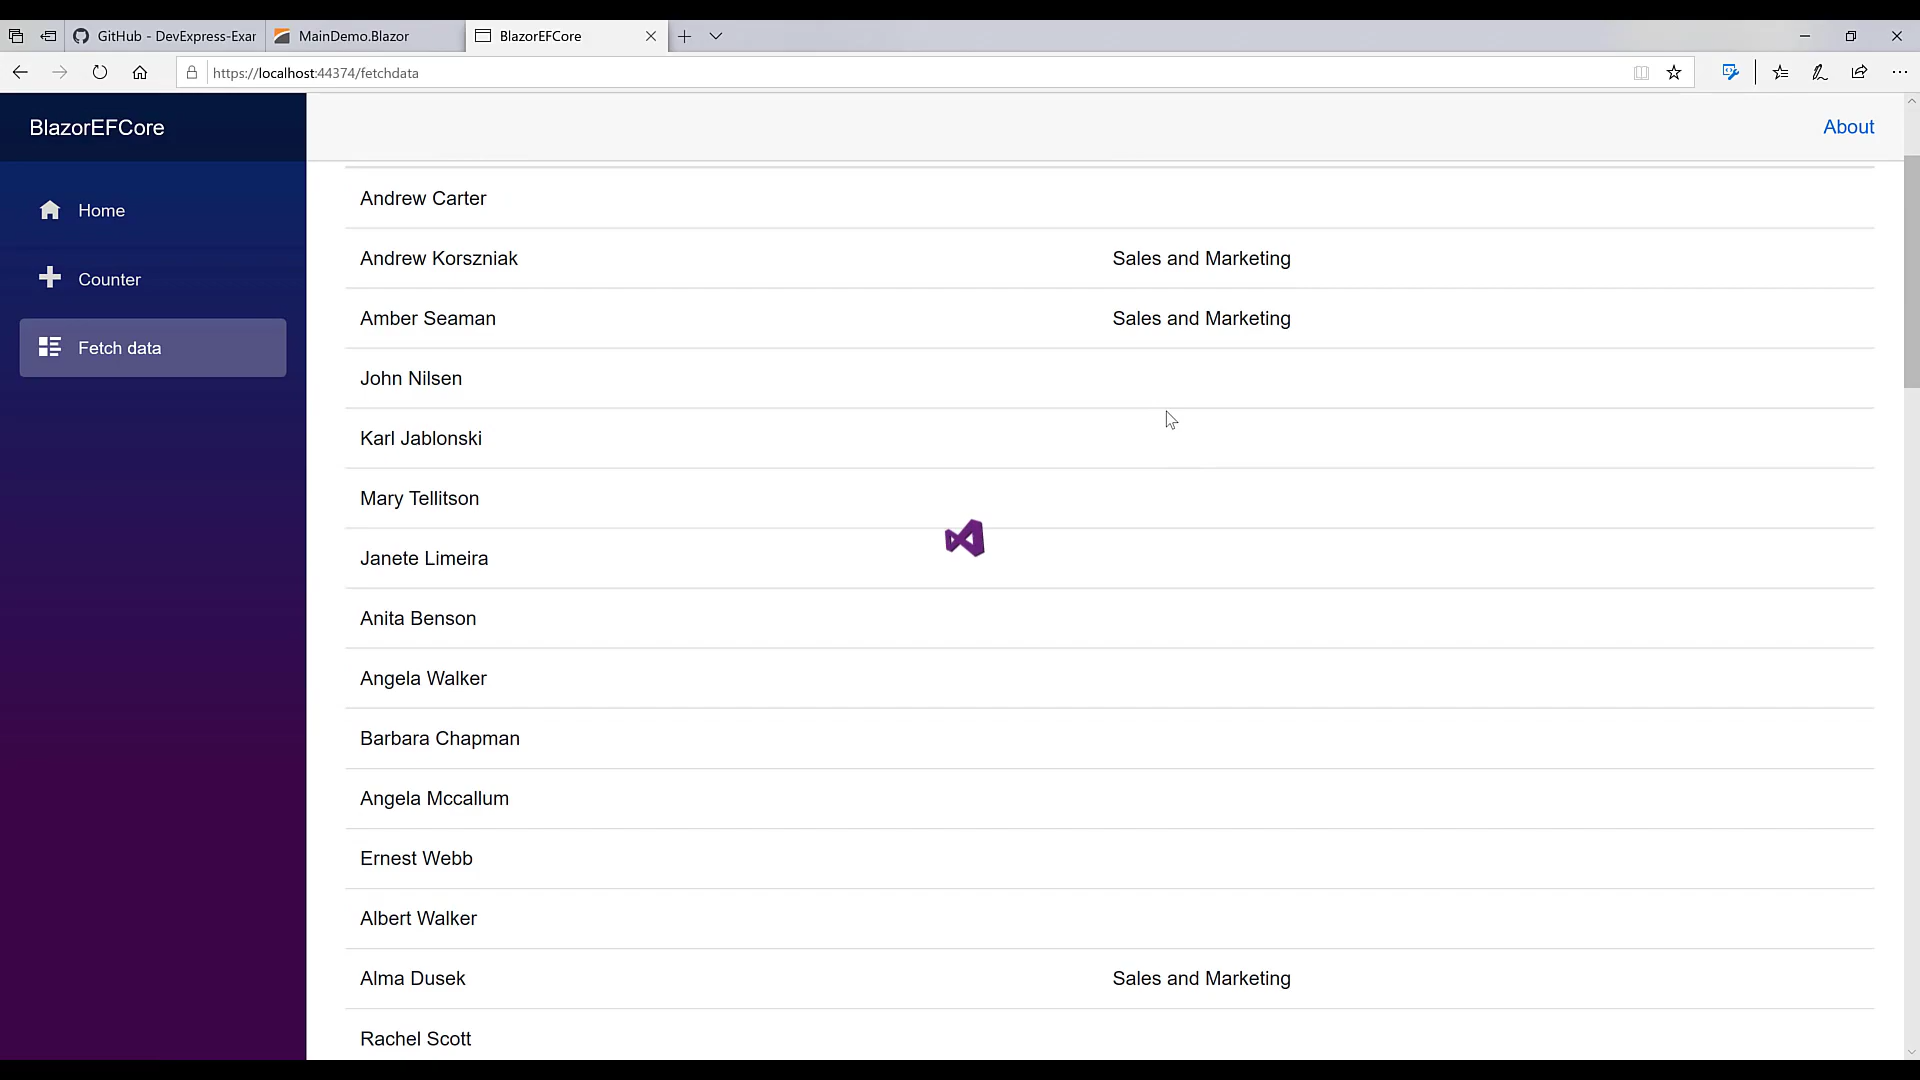 GitHub - DevExpress-Exar
MainDemo.Blazor
BlazorEFCore
https://localhost:44374/fetchdata
BlazorEFCore
About
Home
Counter
Fetch data
Andrew Carter
Andrew Korszniak Sales and Marketing
Amber Seaman Sales and Marketing
John Nilsen
Karl Jablonski
Mary Tellitson
Janete Limeira
Anita Benson
Angela Walker
Barbara Chapman
Angela Mccallum
Ernest Webb
Albert Walker
Alma Dusek Sales and Marketing
Rachel Scott